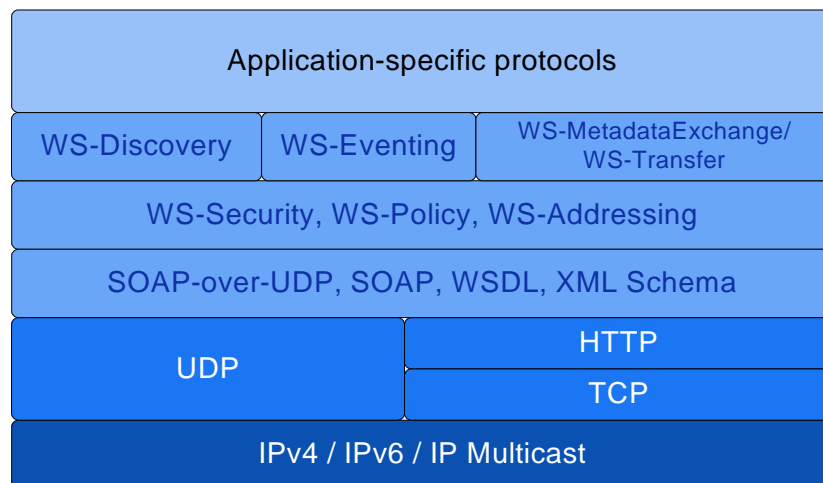 Application-specific protocols
WS-Discovery
WS-Eventing
WS-MetadataExchange/
WS-Transfer
WS-Security, WS-Policy, WS-Addressing
SOAP-over-UDP, SOAP, WSDL, XML Schema
UDP
HTTP
TCP
IPv4 / IPv6 / IP Multicast